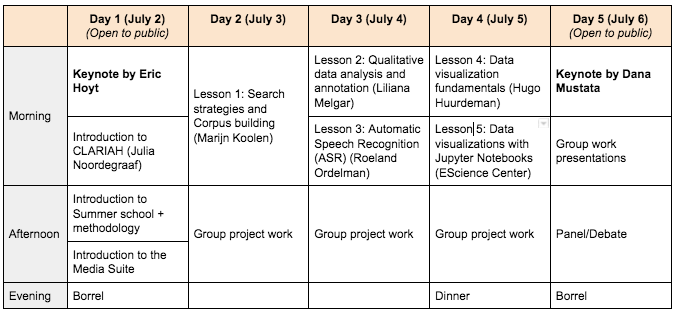 Day 1 (July 2)
(Open to public)
Day 2 (July 3)
Day 3 (July 4)
Day 4 (July 5)
Day 5 (July 6)
(Open to public)
Morning
Keynote by Eric
Hoyt
Introduction to
CLARIAH (Julia
Noordegraaf)
Lesson 1: Search
strategies and
Corpus building
(Marijn Koolen)
Lesson 2: Qualitative
data analysis and
annotation (Liliana
Melgar)
Lesson 3: Automatic
Speech Recognition
(ASR) (Roeland
Ordelman)
Lesson 4: Data
visualization
fundamentals (Hugo
Huurdeman)
Lesson 5: Data
visualizations with
Jupyter Notebooks
(EScience Center)
Keynote by Dana
Mustata
Group work
presentations
Afternoon
Introduction to
Summer school +
methodology
Introduction to the
Media Suite
Group project work
Group project work
Group project work
Panel/Debate
Evening
Borrel
Dinner
Borrel